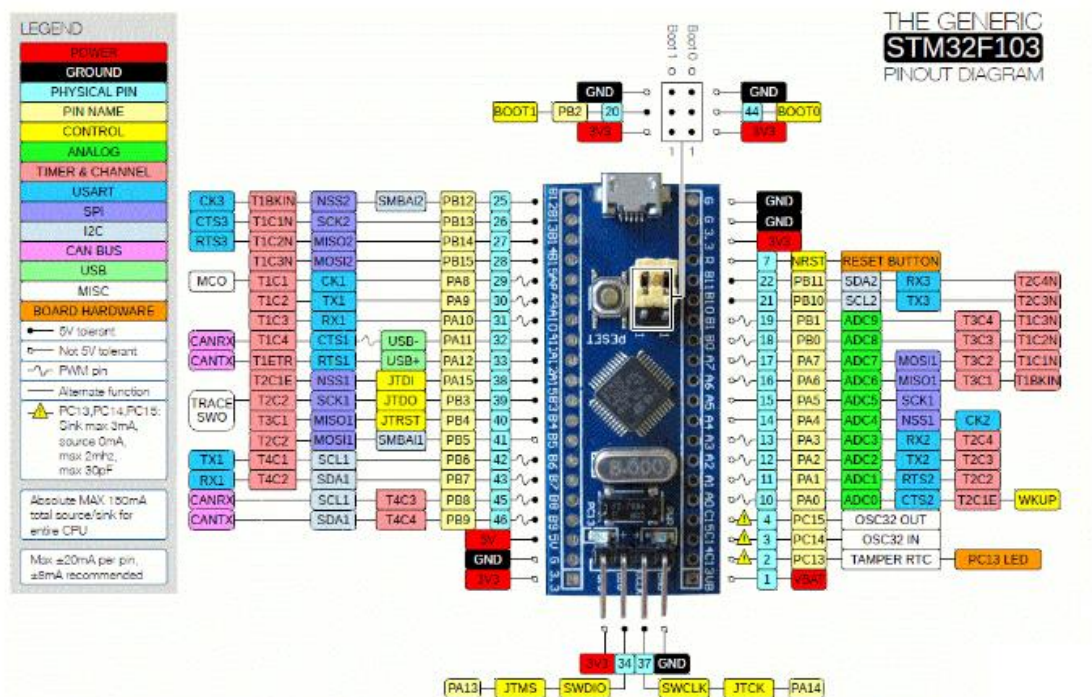 THE GENERIC
STM32F103
PINOUT DIAGRAM
LEGEND
POWER
GROUND
PHYSICAL PIN
PIN NAME
CONTROL
ANALOG
TIMER & CHANNEL
USART
SPI
I2C
CAN BUS
USB
MISC
BOARD HARDWARE
5V tolerant
Not 5V tolerant
PWM pin
Alternate function
PC13,PC14,PC15:
Sink max 3mA,
source 0mA,
max 2mhz,
max 30pF
Absolute MAX 150mA
total source/sink for
entire CPU
Max ±20mA per pin,
±8mA recommended
Boot1 Boot0
GND GND
BOOT1 PB2 20 44 BOOT0
3V3 3V3
1 1
CK3 T1BKIN NSS2 SMBAI2 PB12 25
CTS3 T1C1N SCK2 PB13 26
RTS3 T1C2N MISO2 PB14 27
T1C3N MOSI2 PB15 28
MCO T1C1 CK1 PA8 29
T1C2 TX1 PA9 30
T1C3 RX1 PA10 31
CANRX T1C4 CTS1 USB- PA11 32
CANTX T1ETR RTS1 USB+ PA12 33
T2C1E NSS1 JTDI PA15 38
TRACE SWO T2C2 SCK1 JTDO PB3 39
T3C1 MISO1 JTRST PB4 40
T2C2 MOSI1 SMBAI1 PB5 41
TX1 T4C1 SCL1 PB6 42
RX1 T4C2 SDA1 PB7 43
CANRX SCL1 T4C3 PB8 45
CANTX SDA1 T4C4 PB9 46
5V
GND
3V3
GND
GND
3V3
7 NRST RESET BUTTON
22 PB11 SDA2 RX3 T2C4N
21 PB10 SCL2 TX3 T2C3N
19 PB1 ADC9 T3C4 T1C3N
18 PB0 ADC8 T3C3 T1C2N
17 PA7 ADC7 MOSI1 T3C2 T1C1N
16 PA6 ADC6 MISO1 T3C1 T1BKIN
15 PA5 ADC5 SCK1
14 PA4 ADC4 NSS1 CK2
13 PA3 ADC3 RX2 T2C4
12 PA2 ADC2 TX2 T2C3
11 PA1 ADC1 RTS2 T2C2
10 PA0 ADC0 CTS2 T2C1E WKUP
4 PC15 OSC32 OUT
3 PC14 OSC32 IN
2 PC13 TAMPER RTC PC13 LED
1 VBAT
RESET
8.000
PC13
3V3 34 37 GND
PA13 JTMS SWDIO SWCLK JTCK PA14